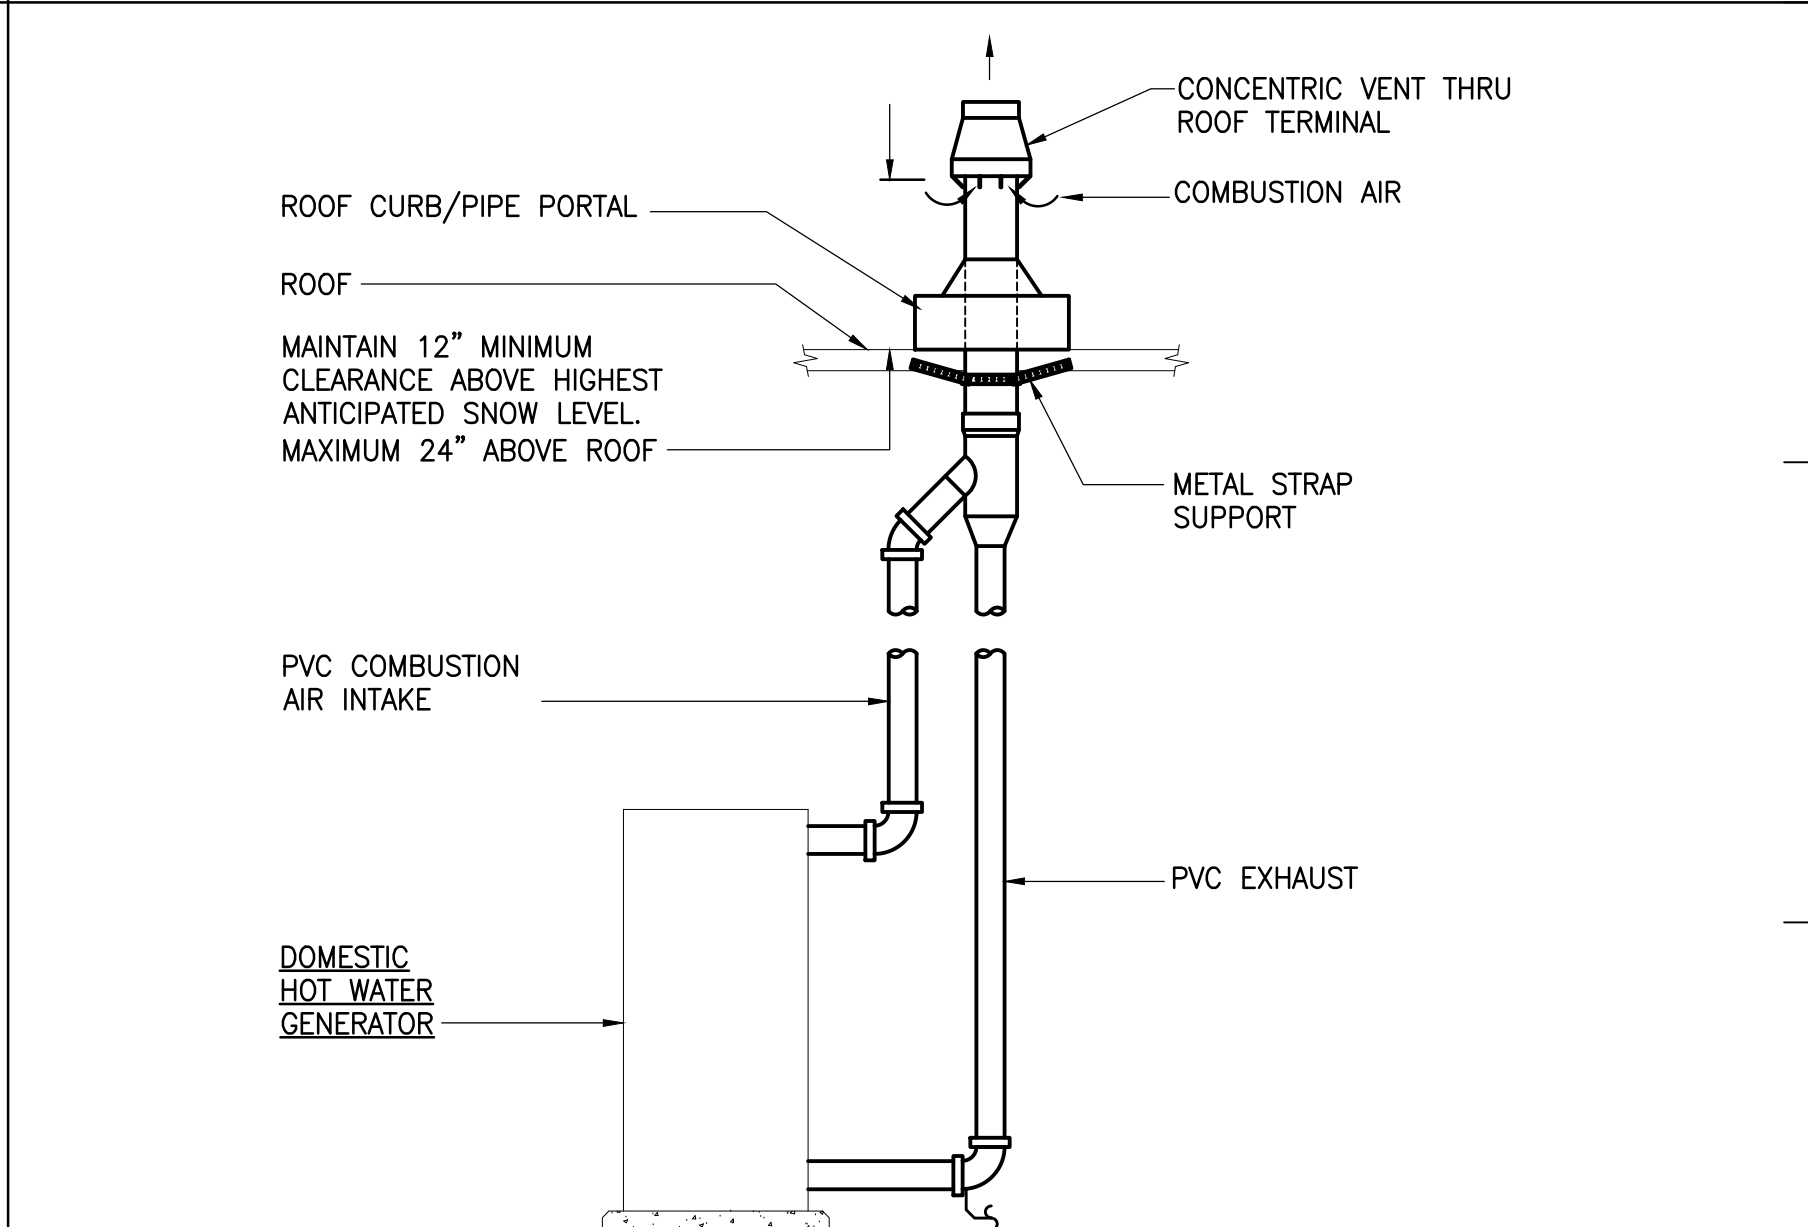 CONCENTRIC VENT THRU
ROOF TERMINAL
COMBUSTION AIR
ROOF CURB/PIPE PORTAL
ROOF
MAINTAIN 12” MINIMUM
CLEARANCE ABOVE HIGHEST
ANTICIPATED SNOW LEVEL.
MAXIMUM 24” ABOVE ROOF
METAL STRAP
SUPPORT
PVC COMBUSTION
AIR INTAKE
PVC EXHAUST
DOMESTIC
HOT WATER
GENERATOR